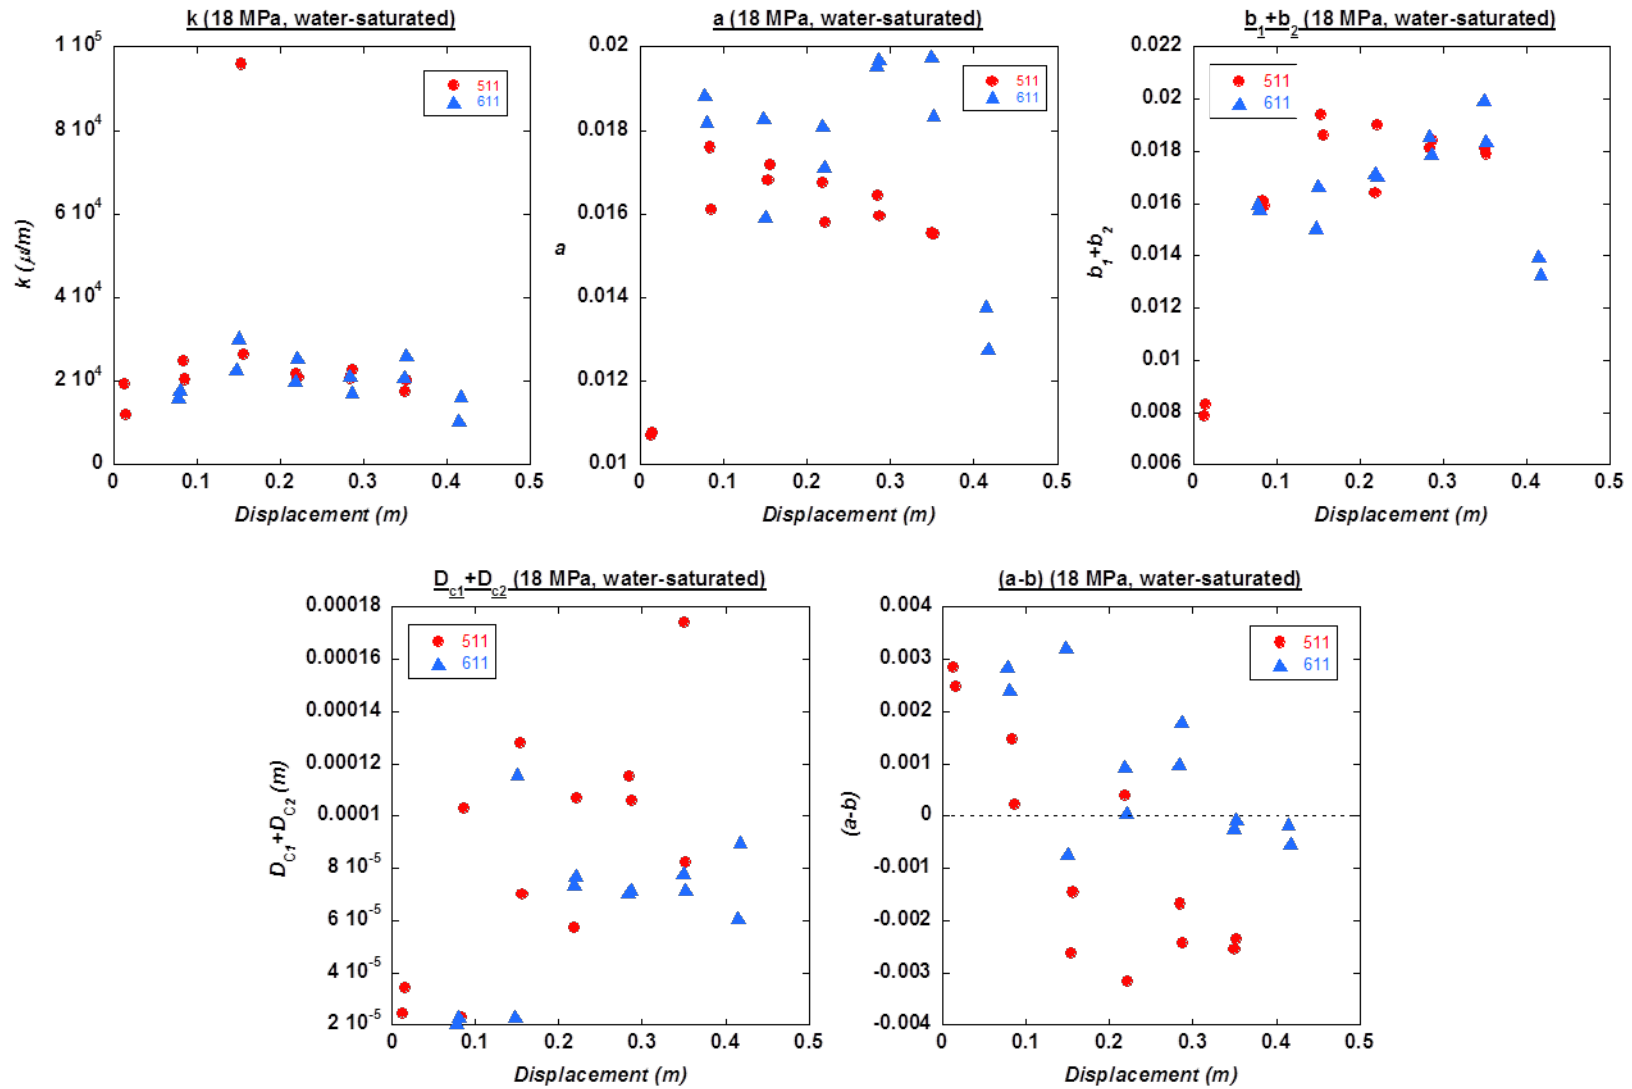 k (18 MPa, water-saturated)
1 10^5
8 10^4
6 10^4
4 10^4
2 10^4
0
k (μ/m)
511
611
0 0.1 0.2 0.3 0.4 0.5
Displacement (m)
a (18 MPa, water-saturated)
0.02
0.018
0.016
0.014
0.012
0.01
a
511
611
0 0.1 0.2 0.3 0.4 0.5
Displacement (m)
b_1+b_2 (18 MPa, water-saturated)
0.022
0.02
0.018
0.016
0.014
0.012
0.01
0.008
0.006
b_1+b_2
511
611
0 0.1 0.2 0.3 0.4 0.5
Displacement (m)
D_c1+D_c2 (18 MPa, water-saturated)
0.00018
0.00016
0.00014
0.00012
0.0001
8 10^-5
6 10^-5
4 10^-5
2 10^-5
D_C1+D_C2 (m)
511
611
0 0.1 0.2 0.3 0.4 0.5
Displacement (m)
(a-b) (18 MPa, water-saturated)
0.004
0.003
0.002
0.001
0
-0.001
-0.002
-0.003
-0.004
(a-b)
511
611
0 0.1 0.2 0.3 0.4 0.5
Displacement (m)